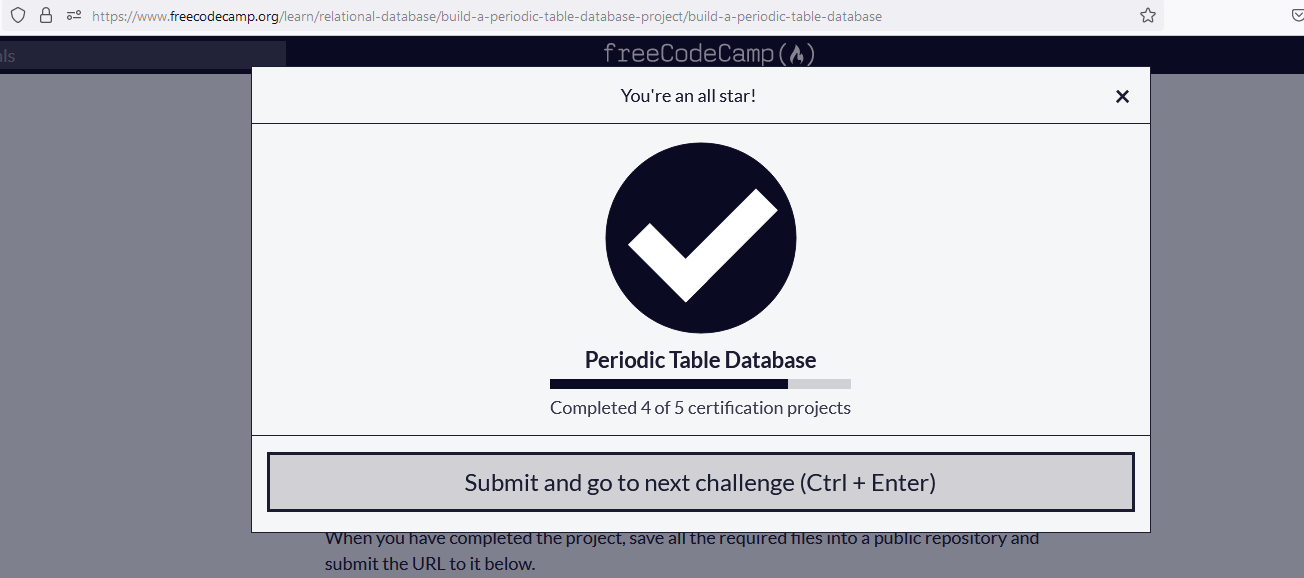 https://www.freecodecamp.org/learn/relational-database/build-a-periodic-table-database-project/build-a-periodic-table-database
als
freeCodeCamp(🔥)
You're an all star!
×
Periodic Table Database
Completed 4 of 5 certification projects
Submit and go to next challenge (Ctrl + Enter)
When you have completed the project, save all the required files into a public repository and
submit the URL to it below.